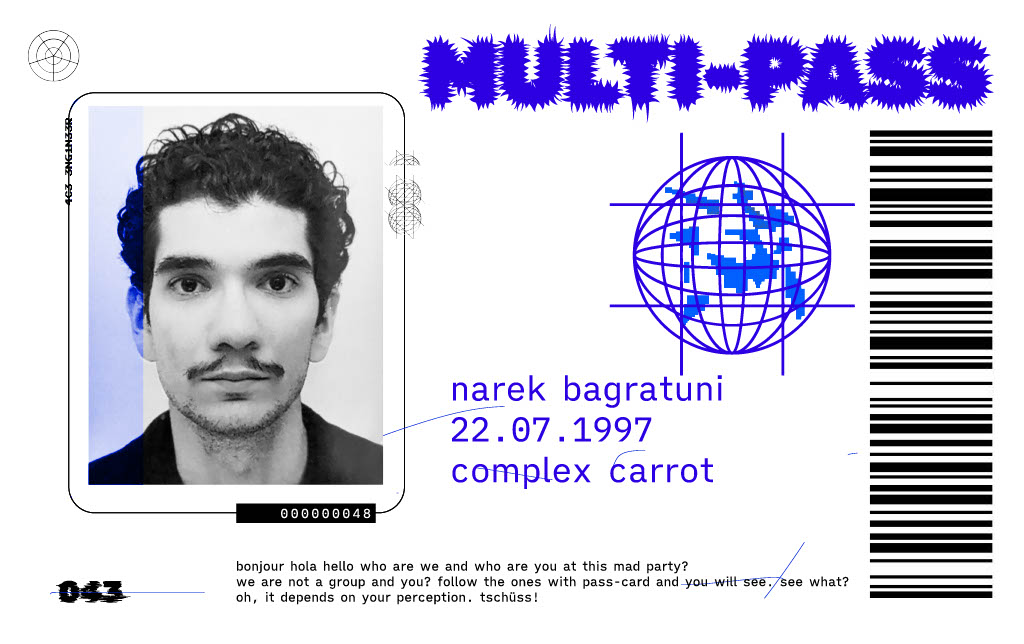 MULTI-PASS
narek bagratuni
22.07.1997
complex carrot
000000048
bonjour hola hello who are we and who are you at this mad party?
we are not a group and you? follow the ones with pass-card and you will see. see what?
oh, it depends on your perception. tschüss!